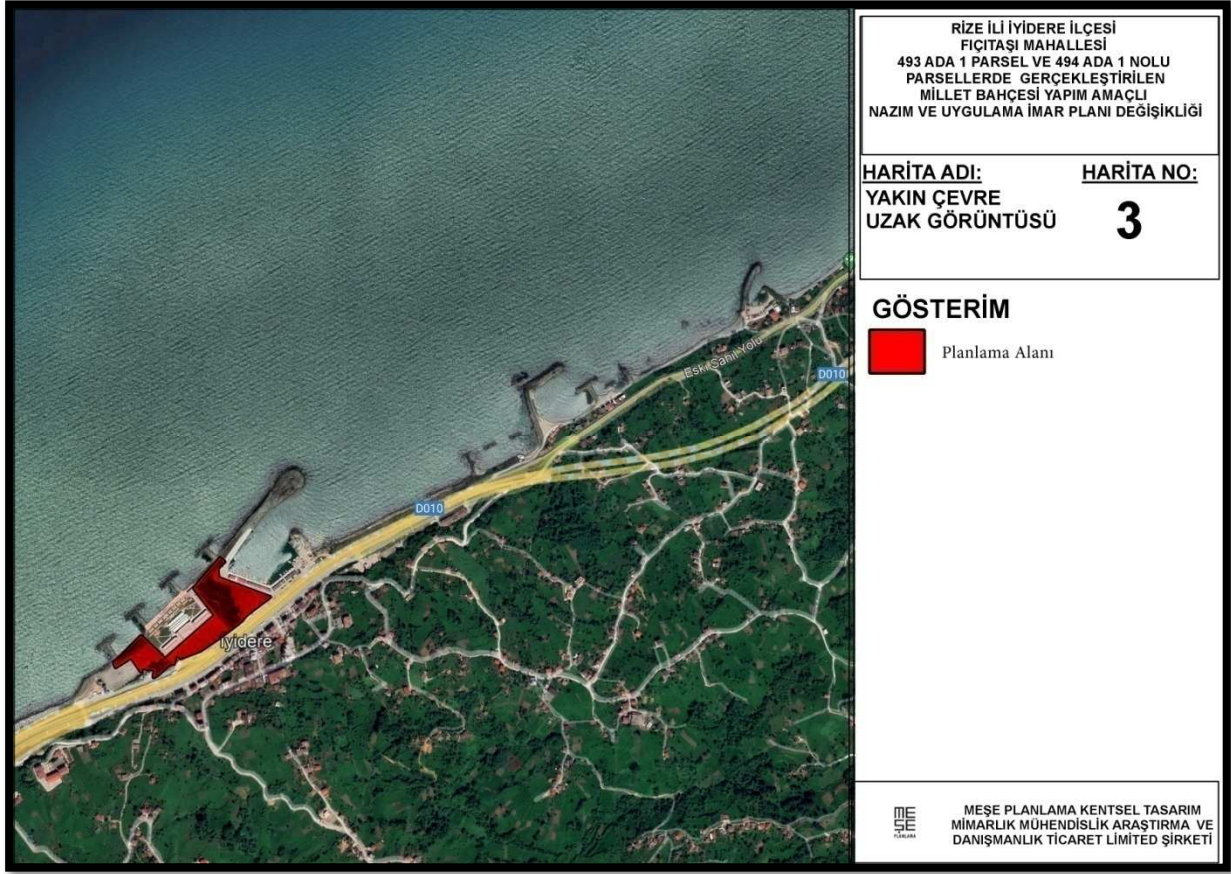 RİZE İLİ İYİDERE İLÇESİ
FIÇITAŞI MAHALLESİ
493 ADA 1 PARSEL VE 494 ADA 1 NOLU
PARSELLERDE GERÇEKLEŞTİRİLEN
MİLLET BAHÇESİ YAPIM AMAÇLI
NAZIM VE UYGULAMA İMAR PLANI DEĞİŞİKLİĞİ
HARİTA ADI:
YAKIN ÇEVRE
UZAK GÖRÜNTÜSÜ
HARİTA NO:
3
GÖSTERİM
Planlama Alanı
Eski Sahil Yolu
D010
D010
İyidere
MEŞE
PLANLAMA
MEŞE PLANLAMA KENTSEL TASARIM
MİMARLIK MÜHENDİSLİK ARAŞTIRMA VE
DANIŞMANLIK TİCARET LİMİTED ŞİRKETİ